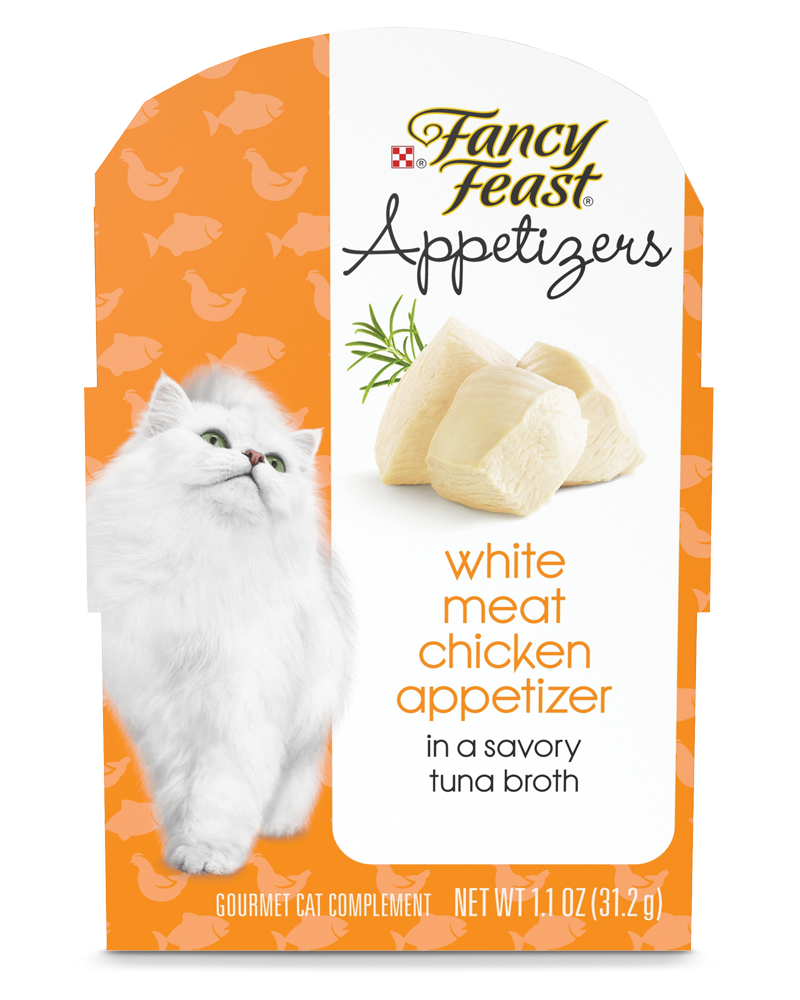 Fancy
Feast®
®
Appetizers
white
meat
chicken
appetizer
in a savory
tuna broth
GOURMET CAT COMPLEMENT NET WT 1.1 OZ (31.2 g)